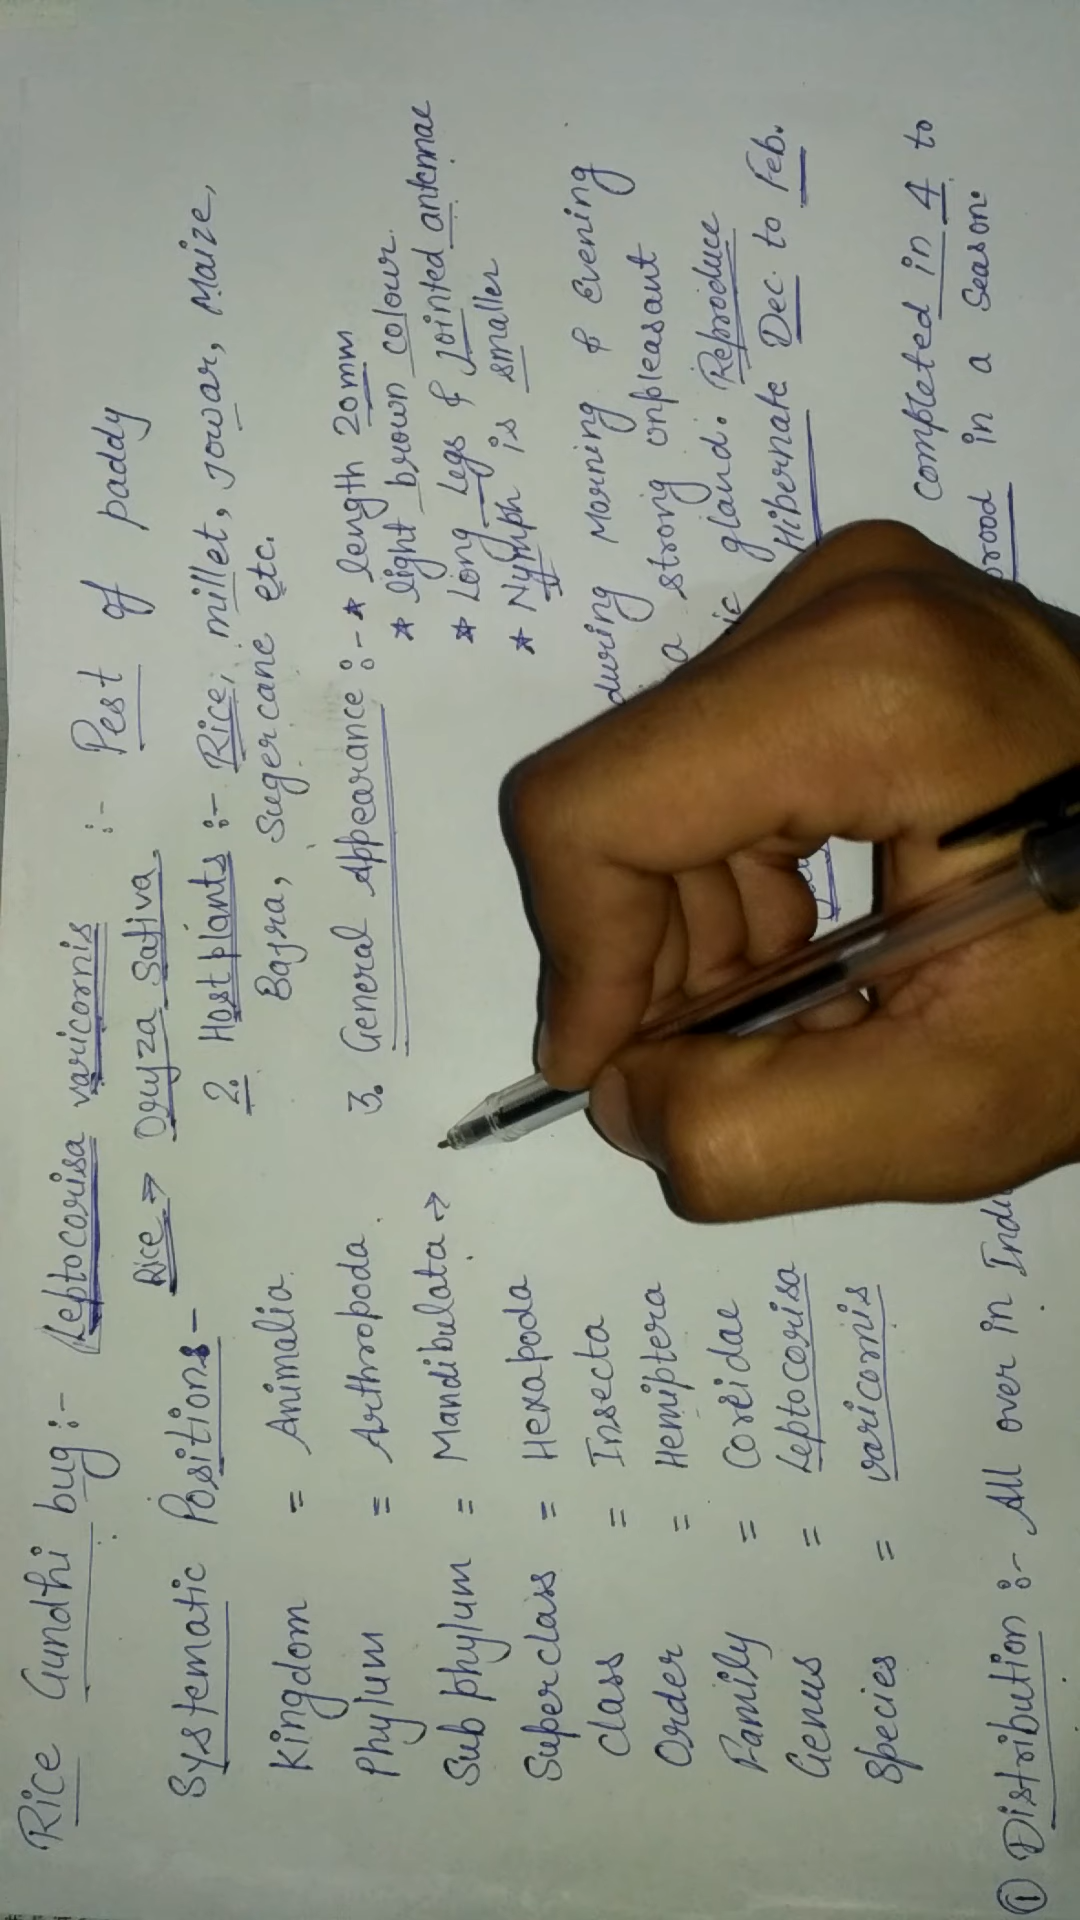 Rice Gundhi bug :- Leptocorisa varicornis :- Pest of paddy
Rice → Oryza Sativa
Systematic Positions -
Kingdom = Animalia
Phylum = Arthropoda
Sub phylum = Mandibulata →
Superclass = Hexapoda
Class = Insecta
Order = Hemiptera
Family = Coreidae
Genus = Leptocorisa
Species = varicornis
① Distribution :- All over in
2. Host plants :- Rice, millet, Jowar, Maize,
Bajra, Sugercane etc.
3. General Appearance :- * length 20mm
* light brown colour
* Long Legs & Jointed antennae
* Nymph is smaller
during Morning & Evening
a strong unpleasant
gland. Reproduce
Hibernate Dec. to Feb.
completed in 4 to
brood in a Season.